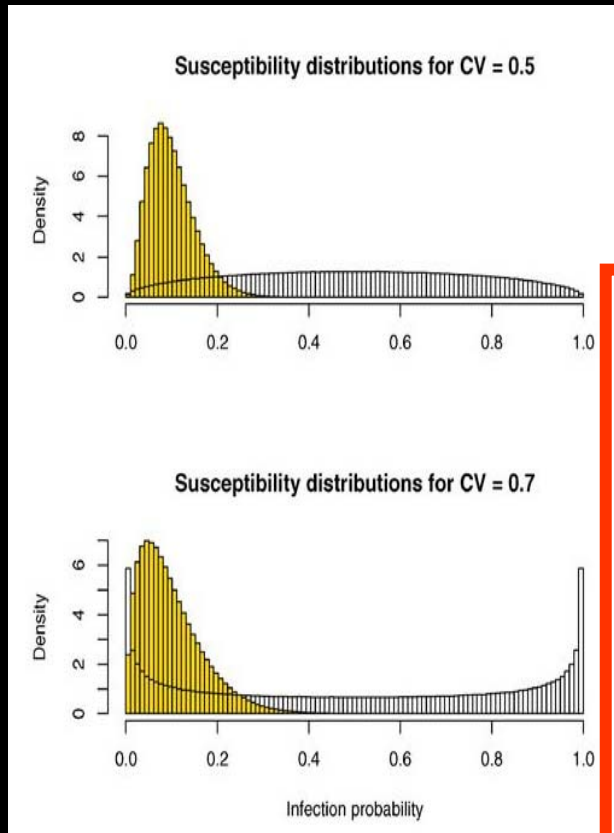 Susceptibility distributions for CV = 0.5
Density
8
6
4
2
0
0.0 0.2 0.4 0.6 0.8 1.0
Susceptibility distributions for CV = 0.7
Density
6
4
2
0
0.0 0.2 0.4 0.6 0.8 1.0
Infection probability